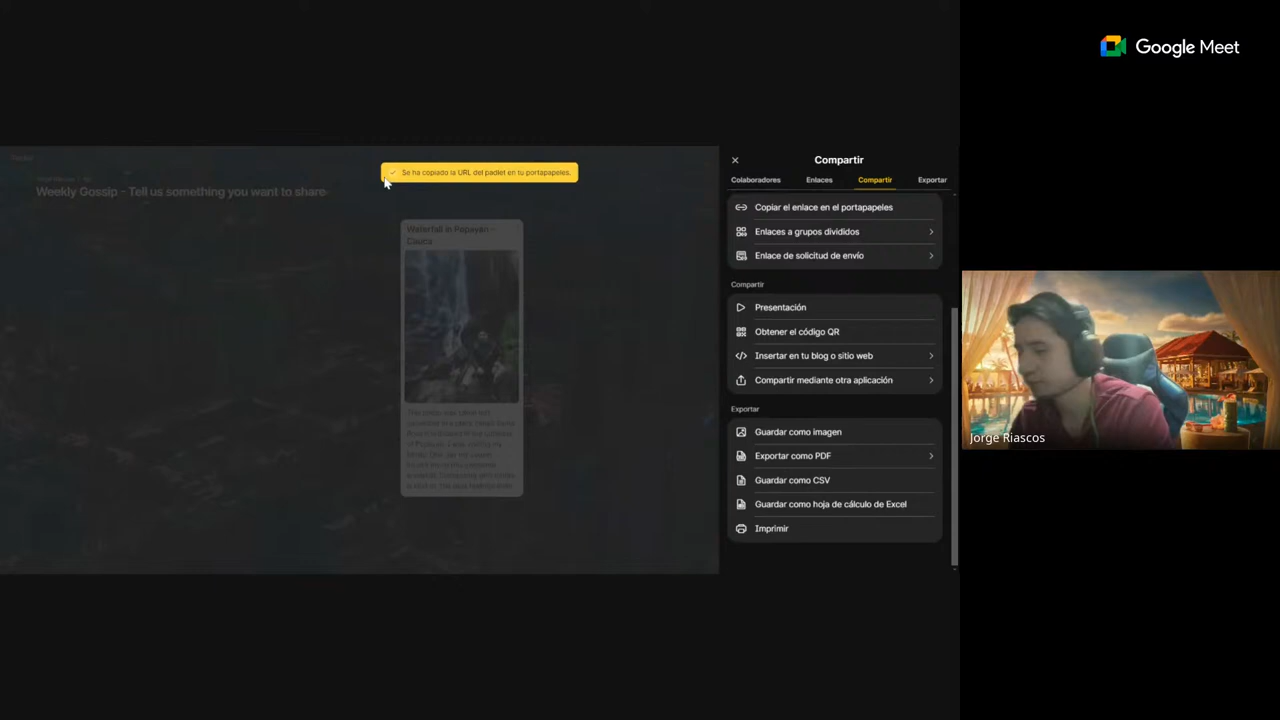 Google Meet
Se ha copiado la URL del padlet en tu portapapeles.
Weekly Gossip - Tell us something you want to share
Waterfall in Popayán -
Cauca
Compartir
Colaboradores
Enlaces
Compartir
Exportar
Copiar el enlace en el portapapeles
Enlaces a grupos divididos
Enlace de solicitud de envío
Compartir
Presentación
Obtener el código QR
Insertar en tu blog o sitio web
Compartir mediante otra aplicación
Exportar
Guardar como imagen
Exportar como PDF
Guardar como CSV
Guardar como hoja de cálculo de Excel
Imprimir
Jorge Riascos